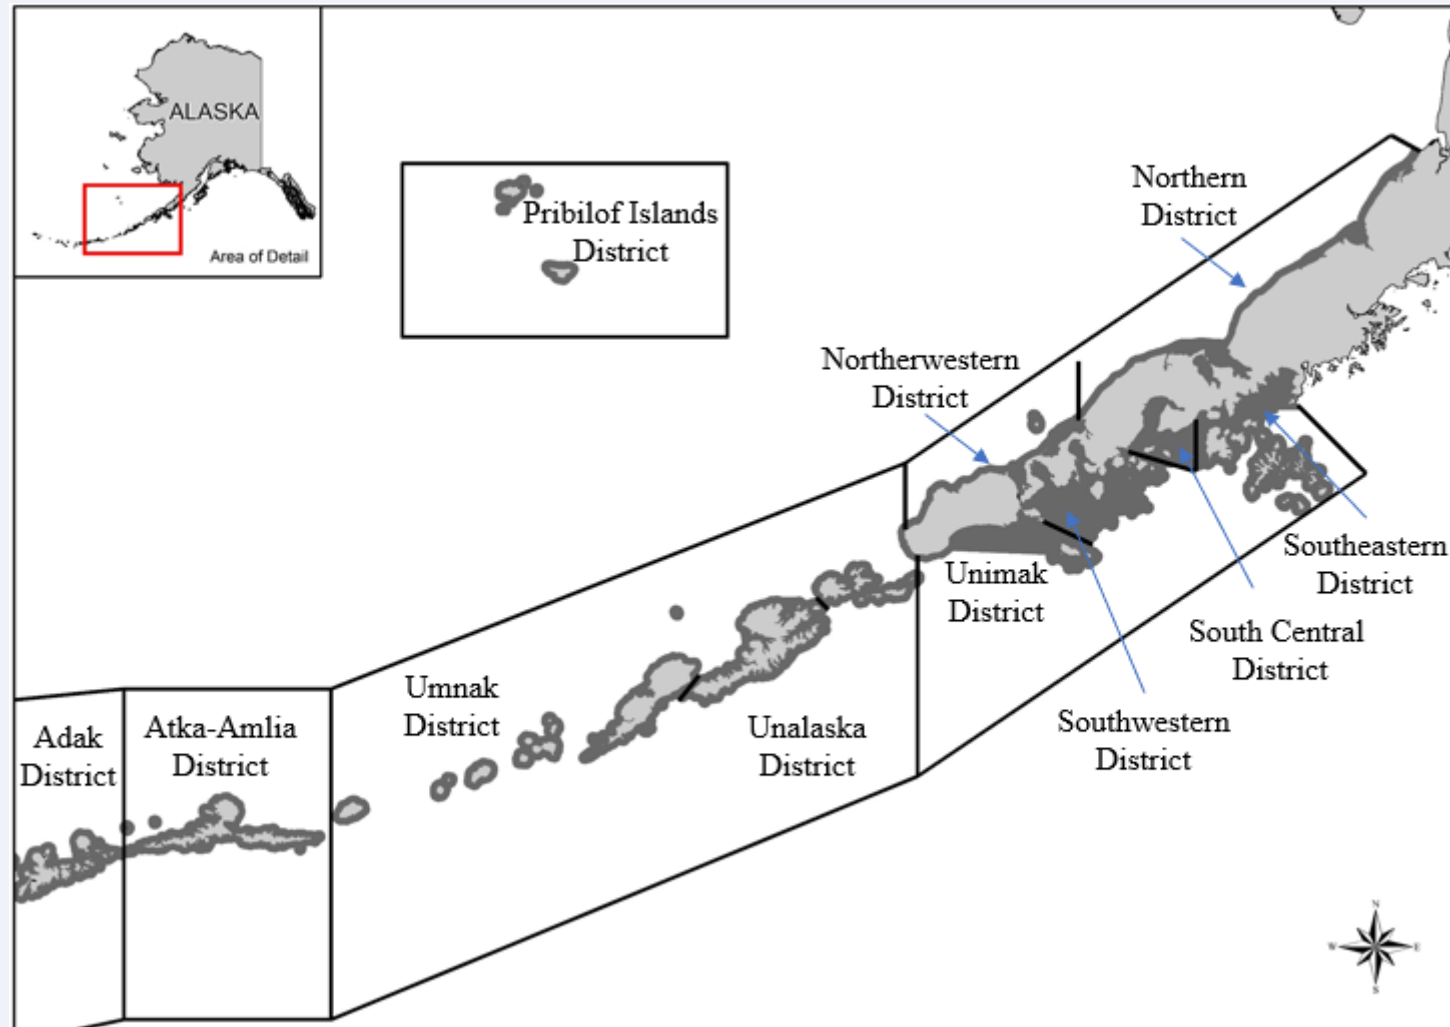 ALASKA
Area of Detail
Pribilof Islands
District
Northern
District
Northerwestern
District
Southeastern
District
Unimak
District
South Central
District
Southwestern
District
Umnak
District
Unalaska
District
Atka-Amlia
District
Adak
District
N
W
E
S